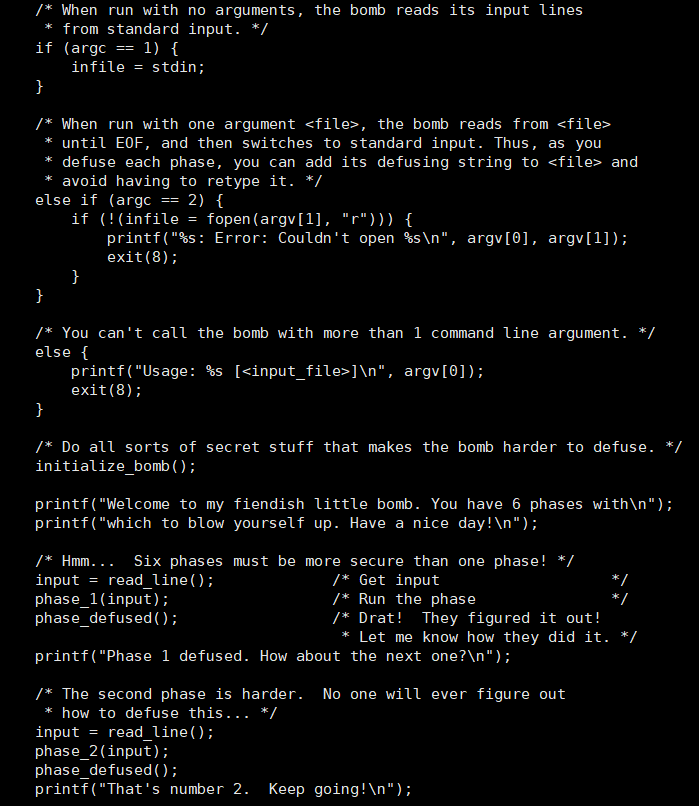 /* When run with no arguments, the bomb reads its input lines
 * from standard input. */
if (argc == 1) {
    infile = stdin;
}

/* When run with one argument <file>, the bomb reads from <file>
 * until EOF, and then switches to standard input. Thus, as you
 * defuse each phase, you can add its defusing string to <file> and
 * avoid having to retype it. */
else if (argc == 2) {
    if (!(infile = fopen(argv[1], "r"))) {
        printf("%s: Error: Couldn't open %s\n", argv[0], argv[1]);
        exit(8);
    }
}

/* You can't call the bomb with more than 1 command line argument. */
else {
    printf("Usage: %s [<input_file>]\n", argv[0]);
    exit(8);
}

/* Do all sorts of secret stuff that makes the bomb harder to defuse. */
initialize_bomb();

printf("Welcome to my fiendish little bomb. You have 6 phases with\n");
printf("which to blow yourself up. Have a nice day!\n");

/* Hmm...  Six phases must be more secure than one phase! */
input = read_line();             /* Get input                   */
phase_1(input);                  /* Run the phase               */
phase_defused();                 /* Drat!  They figured it out!
                                  * Let me know how they did it. */
printf("Phase 1 defused. How about the next one?\n");

/* The second phase is harder.  No one will ever figure out
 * how to defuse this... */
input = read_line();
phase_2(input);
phase_defused();
printf("That's number 2.  Keep going!\n");